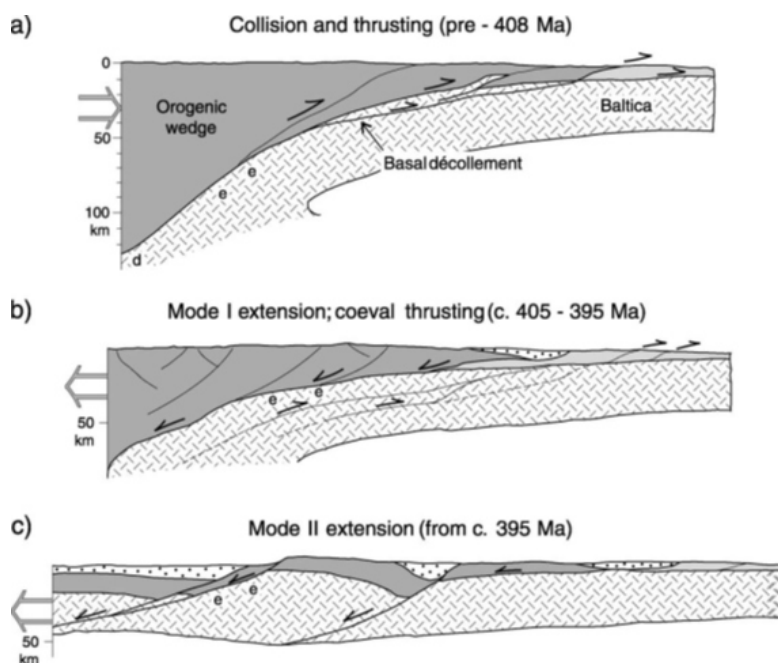 a)
Collision and thrusting (pre - 408 Ma)
0
50
100
km
Orogenic
wedge
Baltica
Basal décollement
e
e
d
b)
Mode I extension; coeval thrusting (c. 405 - 395 Ma)
50
km
e
e
c)
Mode II extension (from c. 395 Ma)
50
km
e
e